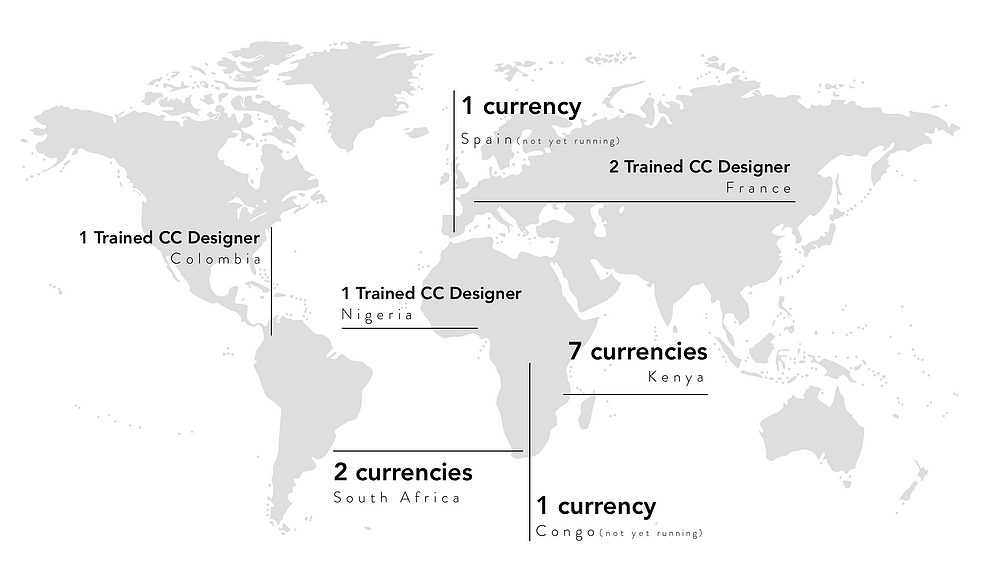 1 currency
Spain(not yet running)
2 Trained CC Designer
France
1 Trained CC Designer
Colombia
1 Trained CC Designer
Nigeria
7 currencies
Kenya
2 currencies
South Africa
1 currency
Congo(not yet running)